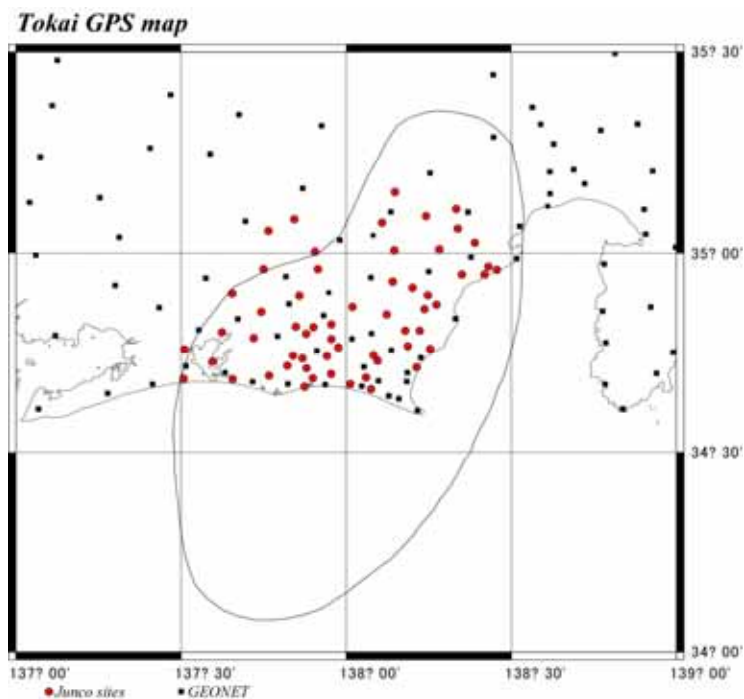 Tokai GPS map
35? 30'
35? 00'
34? 30'
34? 00'
137? 00' 137? 30' 138? 00' 138? 30' 139? 00'
Junco sites GEONET